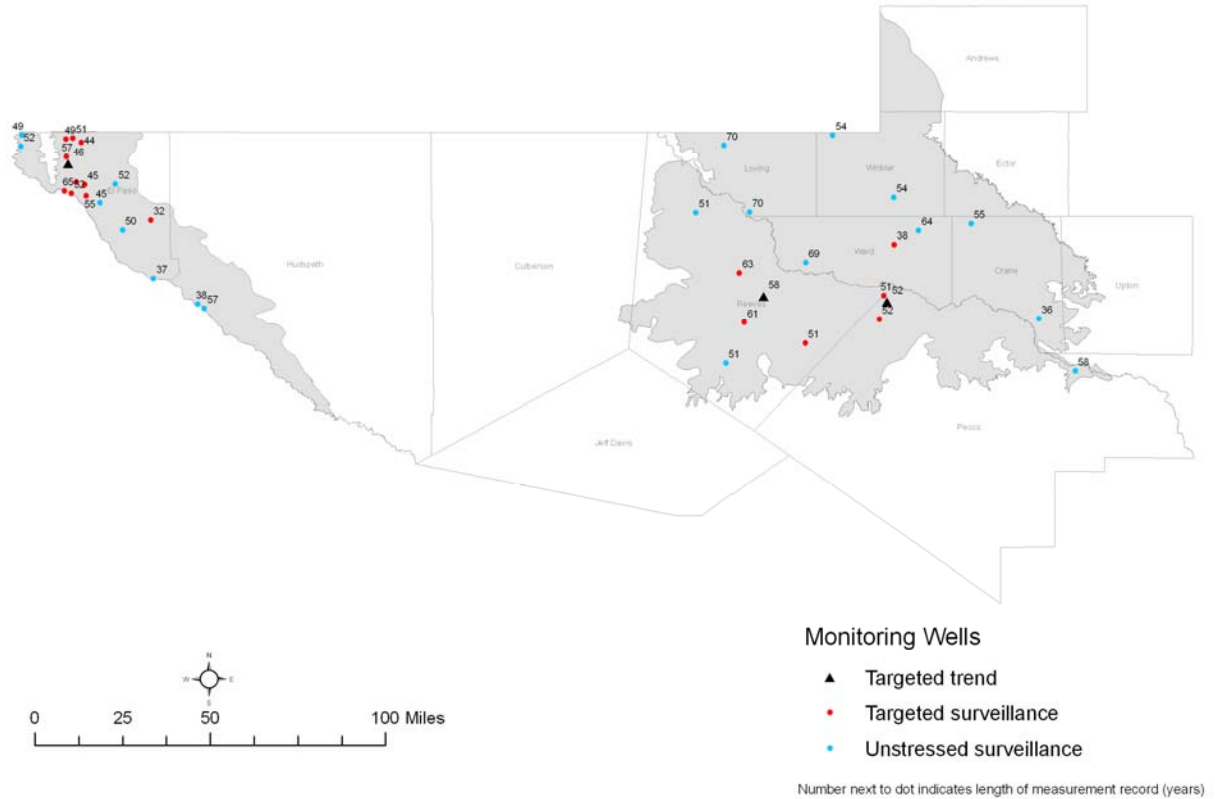 Andrews
49
52
49
51
44
57
46
45
65
52
El Paso
45
55
50
32
37
38
57
Hudspeth
Culberson
70
54
Loving
Winkler
Ector
54
51
70
64
55
38
Ward
69
Crane
Upton
63
58
51
52
Reeves
61
52
36
51
51
58
Jeff Davis
Pecos
N
W
E
S
0
25
50
100 Miles
Monitoring Wells
Targeted trend
Targeted surveillance
Unstressed surveillance
Number next to dot indicates length of measurement record (years)